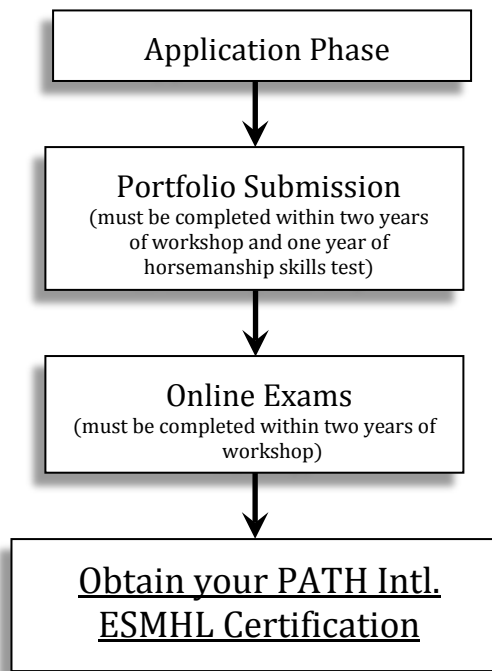 Application Phase
Portfolio Submission
(must be completed within two years
of workshop and one year of
horsemanship skills test)
Online Exams
(must be completed within two years of
workshop)
Obtain your PATH Intl.
ESMHL Certification